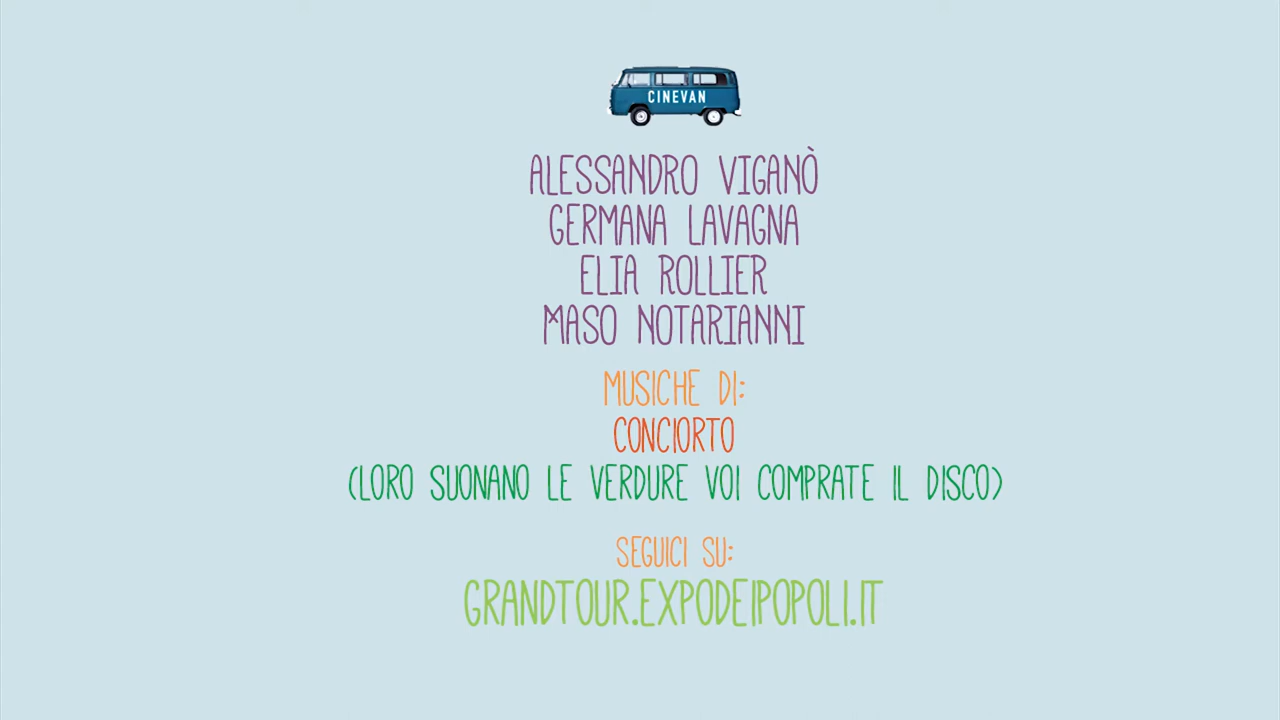 CINEVAN
ALESSANDRO VIGANÒ
GERMANA LAVAGNA
ELIA ROLLIER
MASO NOTARIANNI
MUSICHE DI:
CONCIORTO
(LORO SUONANO LE VERDURE VOI COMPRATE IL DISCO)
SEGUICI SU:
GRANDTOUR.EXPODEIPOPOLI.IT